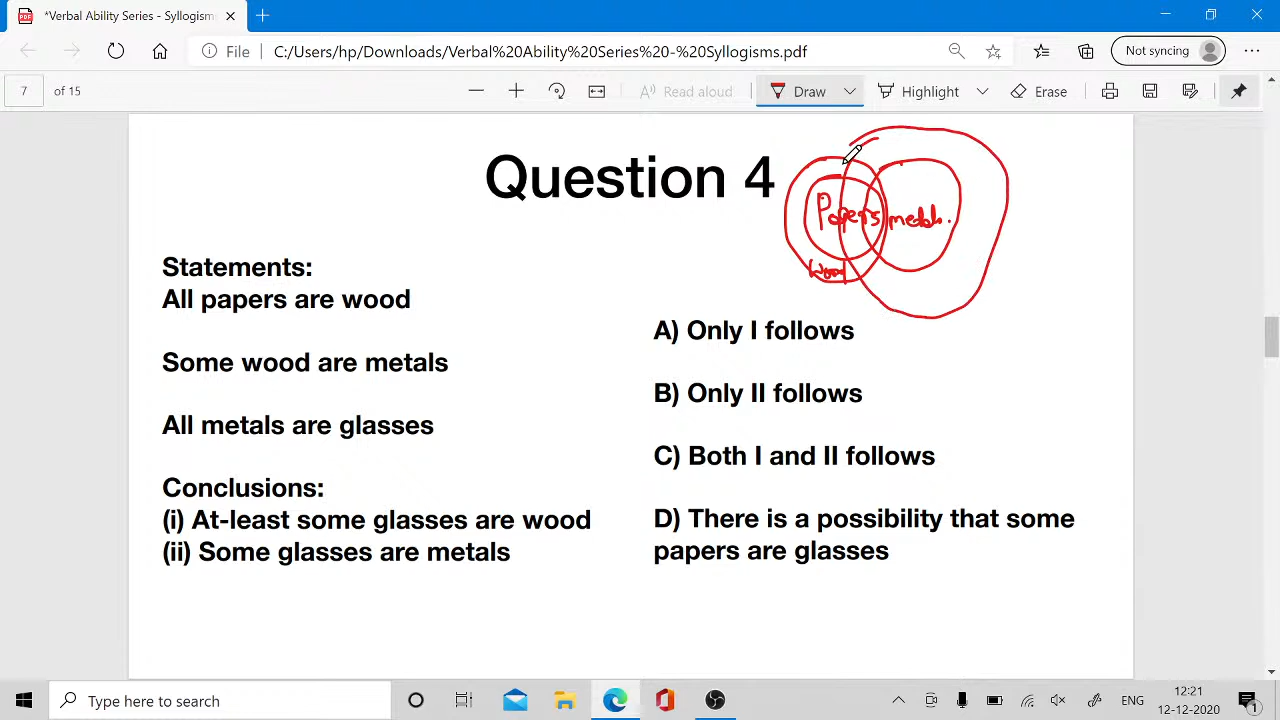 *Verbal Ability Series - Syllogism
File
C:/Users/hp/Downloads/Verbal%20Ability%20Series%20-%20Syllogisms.pdf
Not syncing
7 of 15
Read aloud
Draw
Highlight
Erase
Question 4
Papers
metals.
Wood
Statements:
All papers are wood
Some wood are metals
All metals are glasses
Conclusions:
(i) At-least some glasses are wood
(ii) Some glasses are metals
A) Only I follows
B) Only II follows
C) Both I and II follows
D) There is a possibility that some
papers are glasses
Type here to search
ENG
12:21
12-12-2020
1